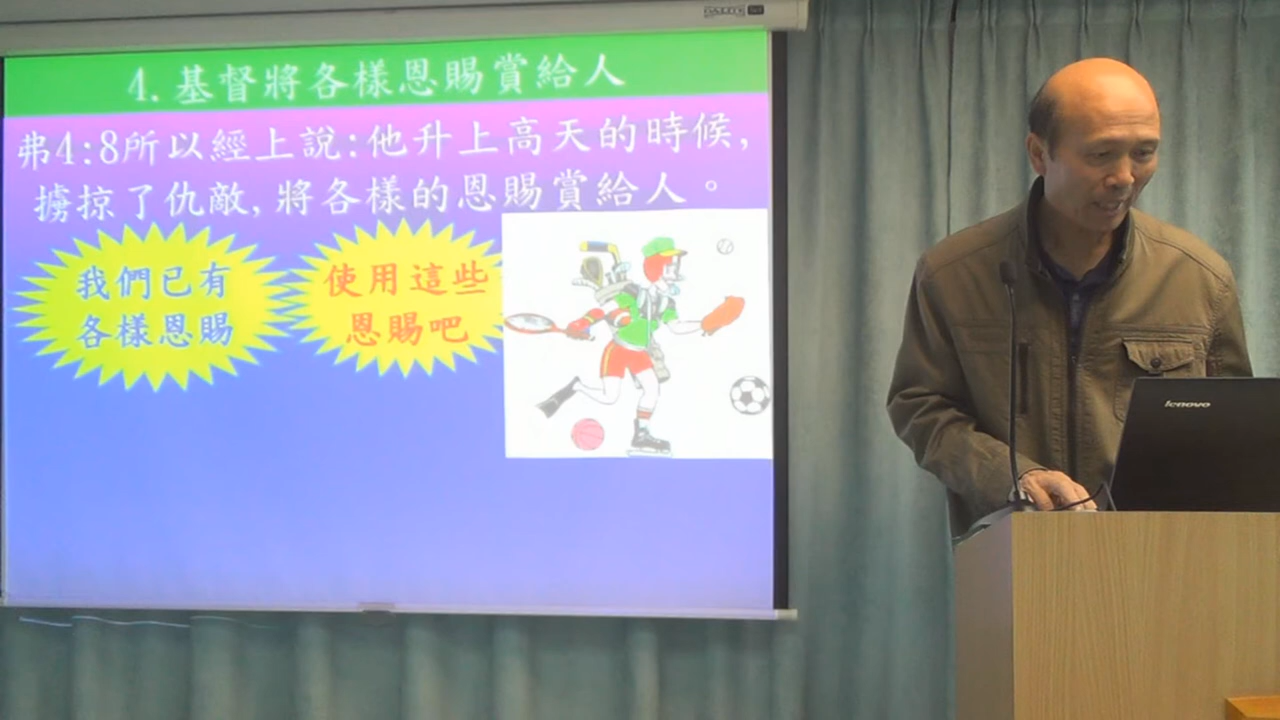 4.基督將各樣恩賜賞給人
弗4:8所以經上說:他升上高天的時候,
擄掠了仇敵,將各樣的恩賜賞給人。
我們已有
各樣恩賜
使用這些
恩賜吧
lenovo